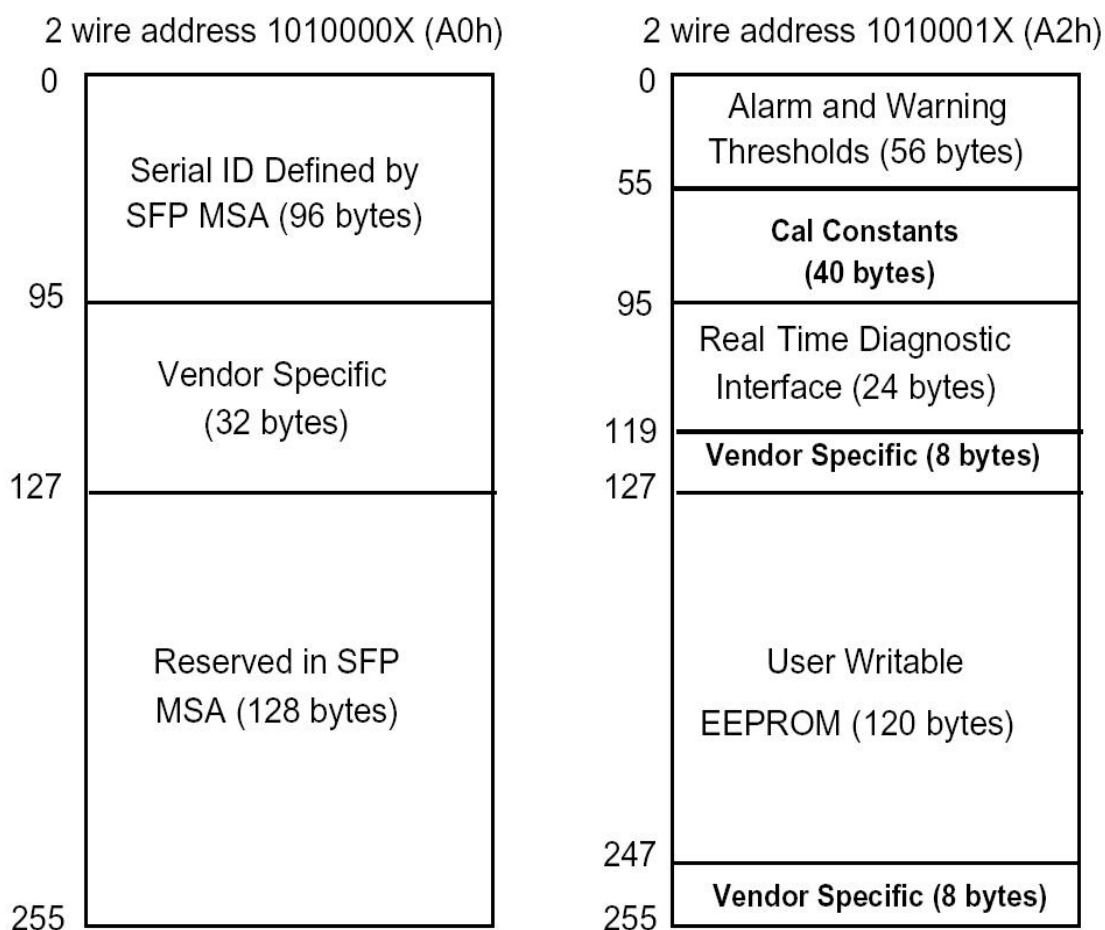 2 wire address 1010000X (A0h)
0
Serial ID Defined by
SFP MSA (96 bytes)
95
Vendor Specific
(32 bytes)
127
Reserved in SFP
MSA (128 bytes)
255
2 wire address 1010001X (A2h)
0
Alarm and Warning
Thresholds (56 bytes)
55
Cal Constants
(40 bytes)
95
Real Time Diagnostic
Interface (24 bytes)
119
Vendor Specific (8 bytes)
127
User Writable
EEPROM (120 bytes)
247
Vendor Specific (8 bytes)
255